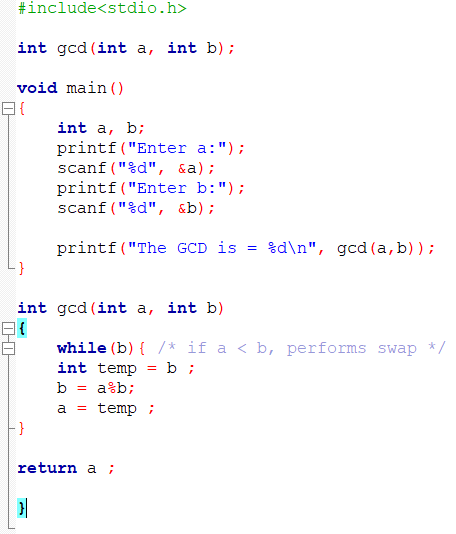 #include<stdio.h>
int gcd(int a, int b);
void main()
{
int a, b;
printf("Enter a:");
scanf("%d", &a);
printf("Enter b:");
scanf("%d", &b);
printf("The GCD is = %d\n", gcd(a,b));
}
int gcd(int a, int b)
{
while(b){ /* if a < b, performs swap */
int temp = b ;
b = a%b;
a = temp ;
}
return a ;
}